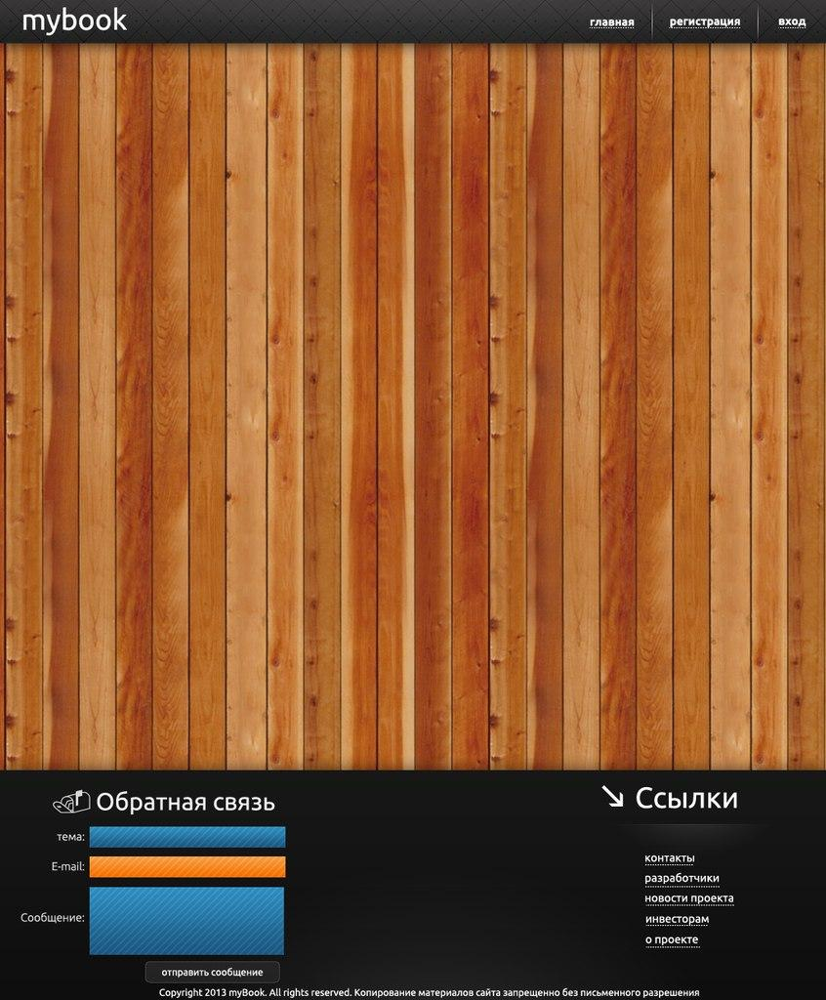 mybook
главная
регистрация
вход
Обратная связь
Ссылки
тема:
E-mail:
Сообщение:
контакты
разработчики
новости проекта
инвесторам
о проекте
отправить сообщение
Copyright 2013 myBook. All rights reserved. Копирование материалов сайта запрещенно без письменного разрешения